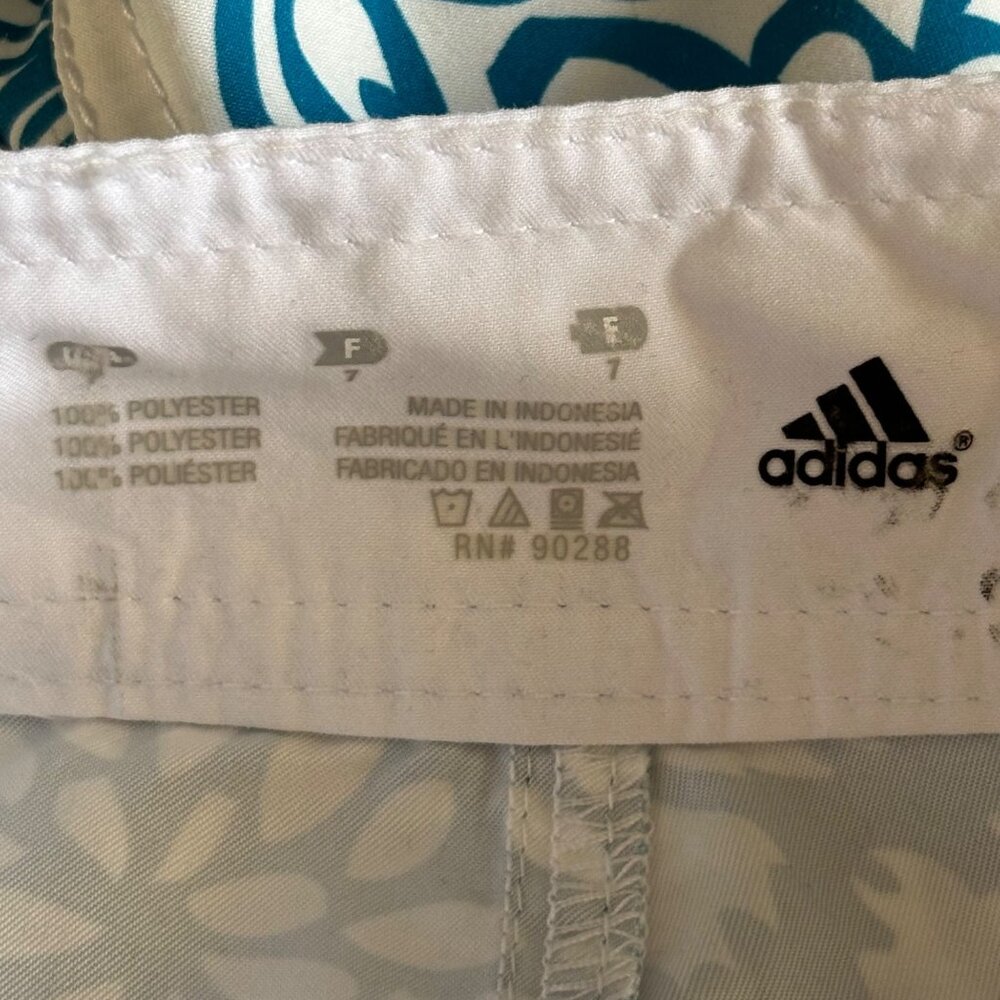 F
7
F
7
100% POLYESTER
100% POLYESTER
100% POLIÉSTER
MADE IN INDONESIA
FABRIQUÉ EN L'INDONESIÉ
FABRICADO EN INDONESIA
RN# 90288
adidas®